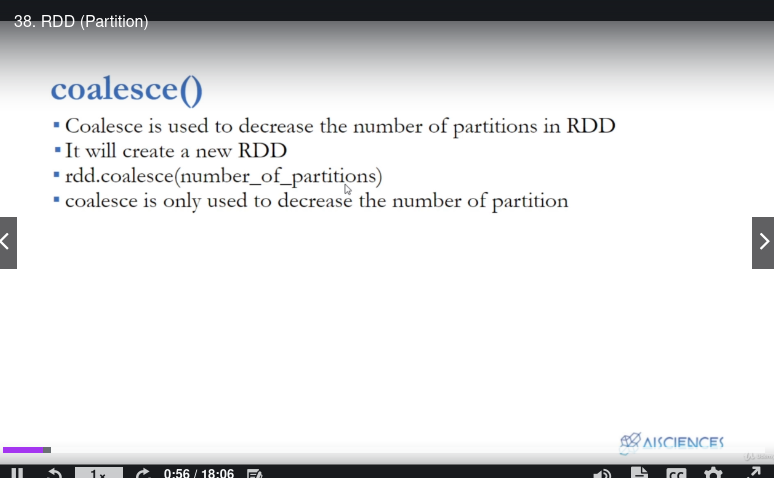 38. RDD (Partition)
coalesce()
▪ Coalesce is used to decrease the number of partitions in RDD
▪ It will create a new RDD
▪ rdd.coalesce(number_of_partitions)
▪ coalesce is only used to decrease the number of partition
AISCIENCES
1x
0:56 / 18:06
CC